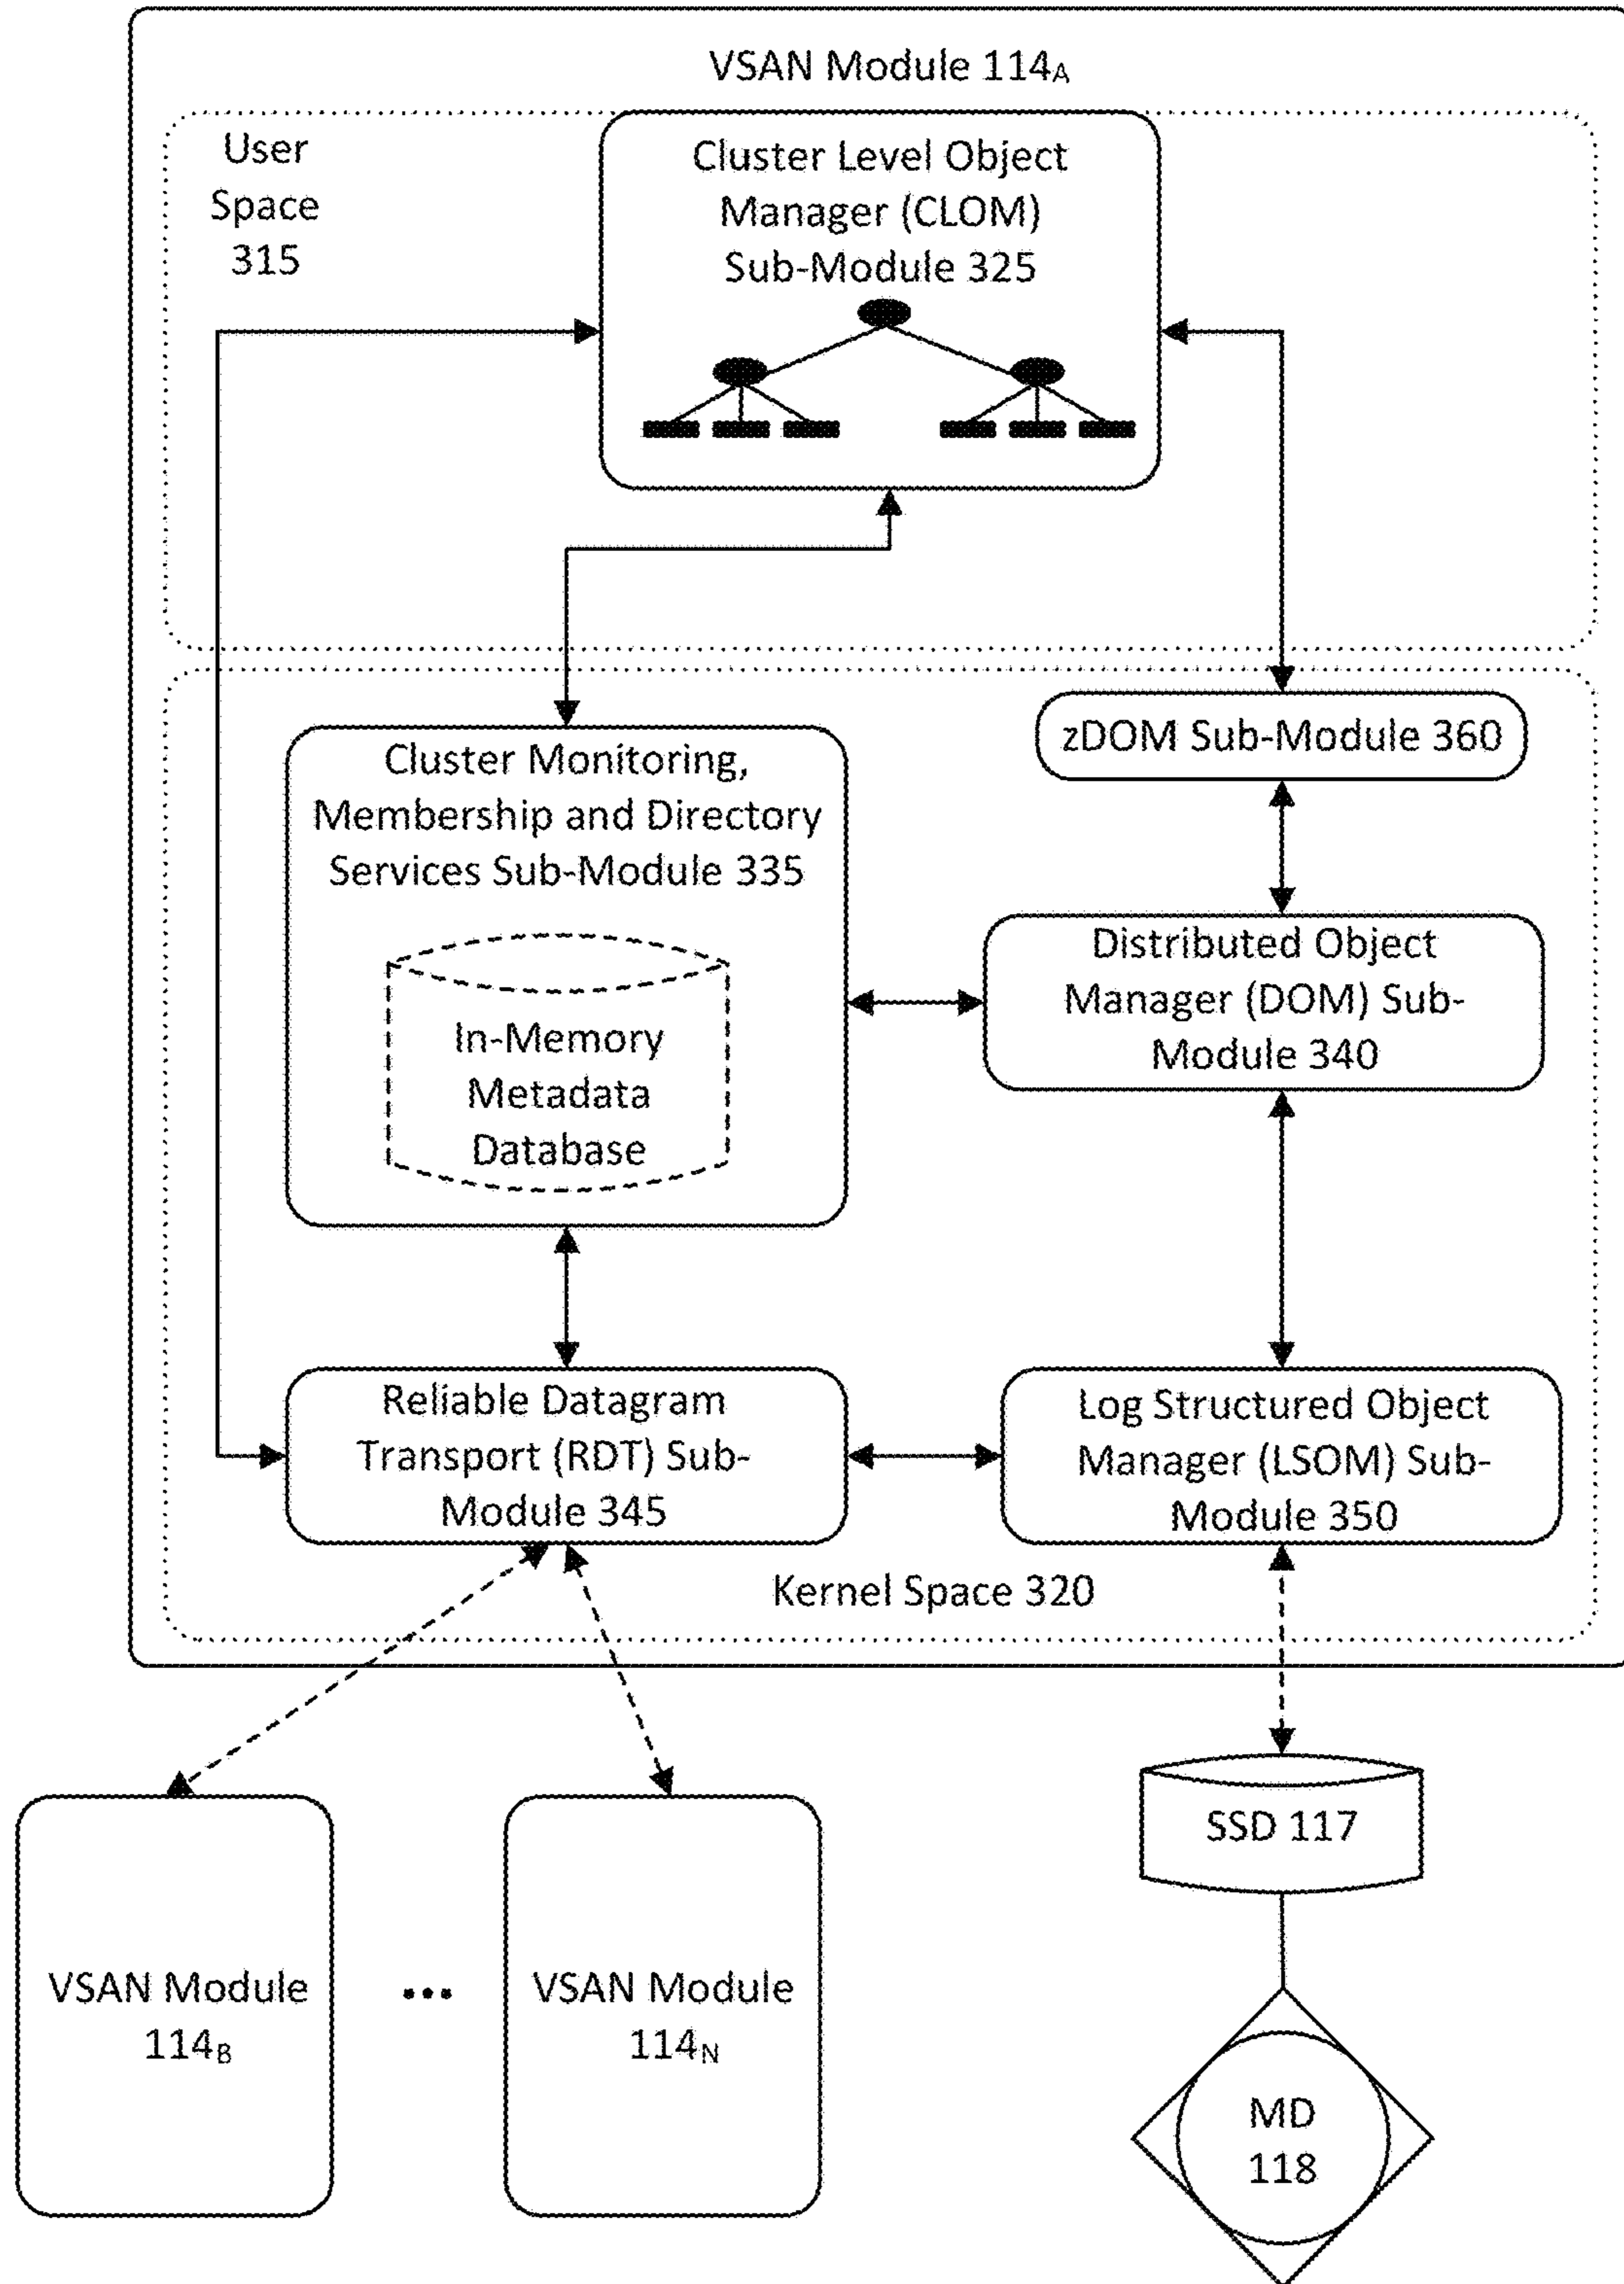 VSAN Module 114A
User
Space
315
Cluster Level Object
Manager (CLOM)
Sub-Module 325
zDOM Sub-Module 360
Cluster Monitoring,
Membership and Directory
Services Sub-Module 335
In-Memory
Metadata
Database
Distributed Object
Manager (DOM) Sub-
Module 340
Reliable Datagram
Transport (RDT) Sub-
Module 345
Log Structured Object
Manager (LSOM) Sub-
Module 350
Kernel Space 320
SSD 117
VSAN Module
114B
...
VSAN Module
114N
MD
118